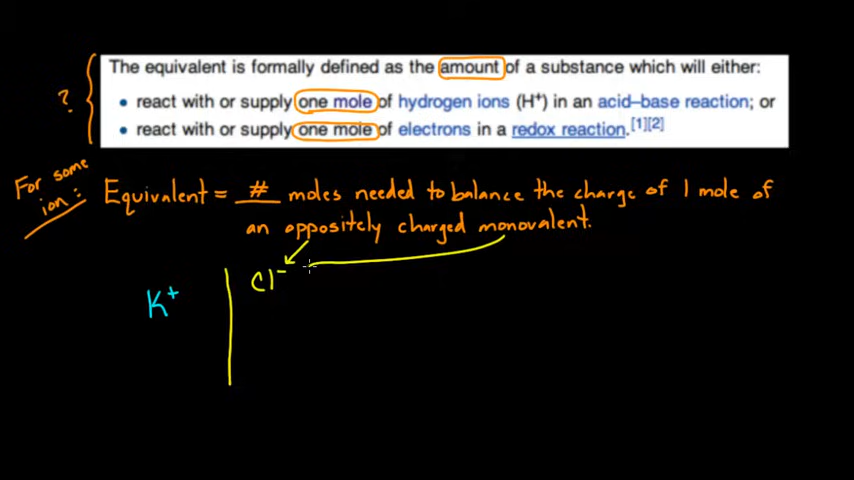 The equivalent is formally defined as the amount of a substance which will either:
• react with or supply one mole of hydrogen ions (H+) in an acid–base reaction; or
? • react with or supply one mole of electrons in a redox reaction.[1][2]
For some ion: Equivalent = # moles needed to balance the charge of 1 mole of
an oppositely charged monovalent.
Cl-
K+